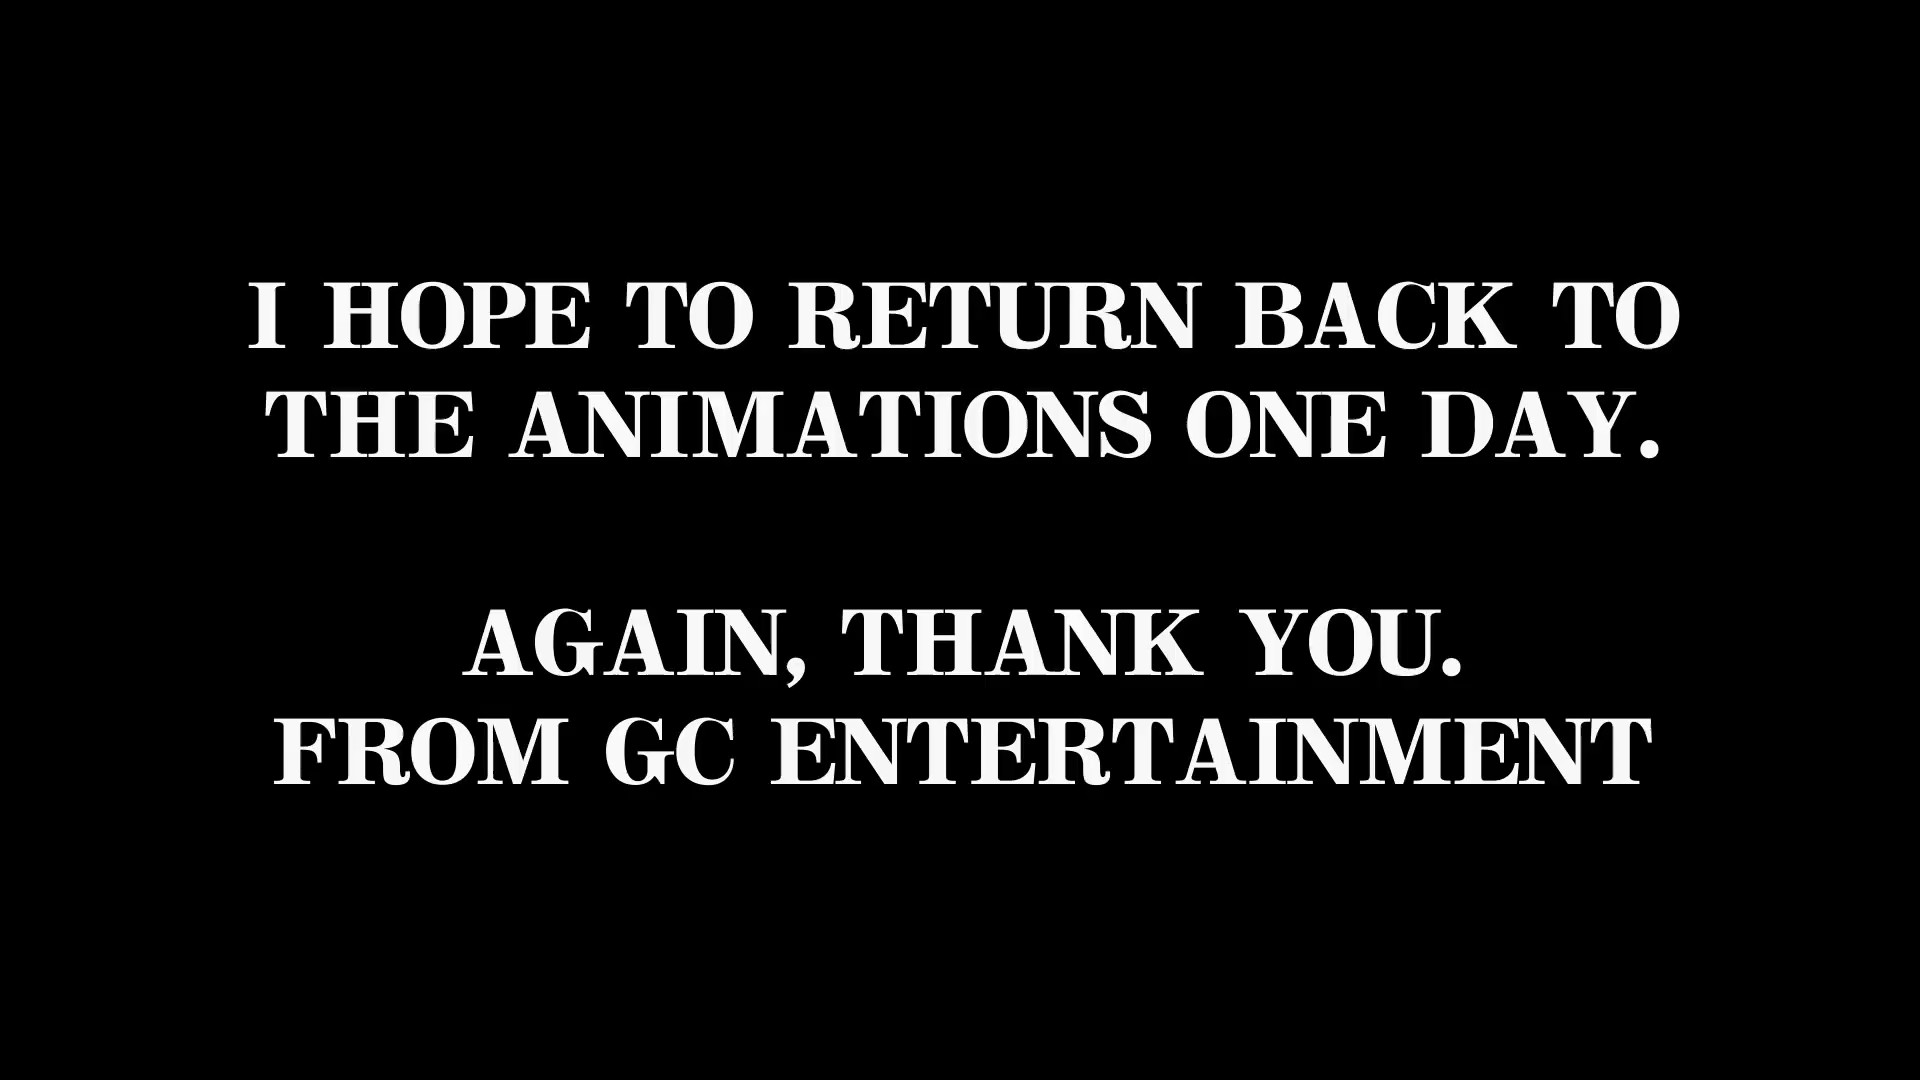 I HOPE TO RETURN BACK TO
THE ANIMATIONS ONE DAY.
AGAIN, THANK YOU.
FROM GC ENTERTAINMENT